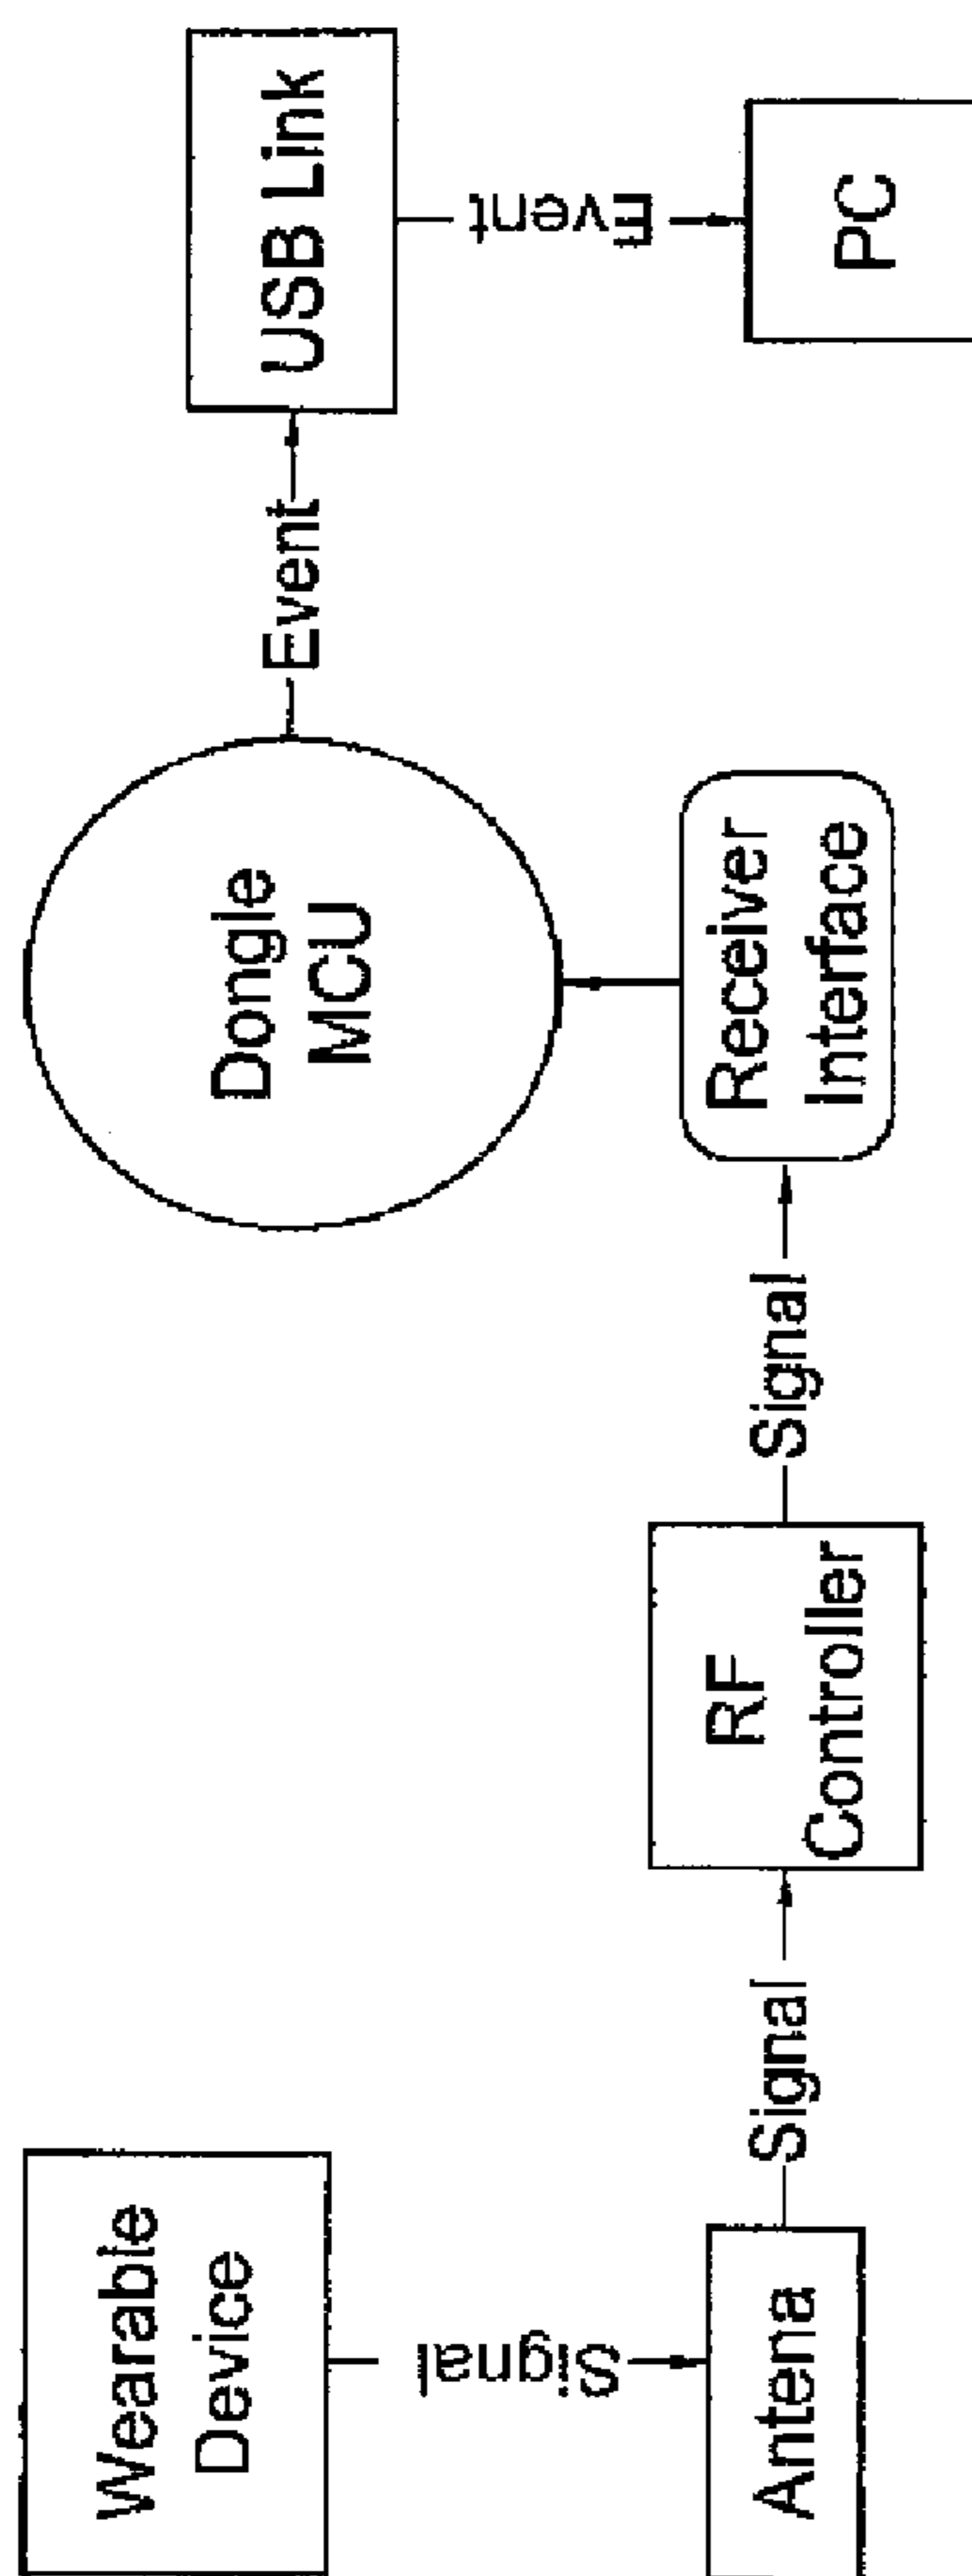 Wearable
Device
Signal
Antena
Signal
RF
Controller
Signal
Receiver
Interface
Dongle
MCU
Event
USB Link
Event
PC